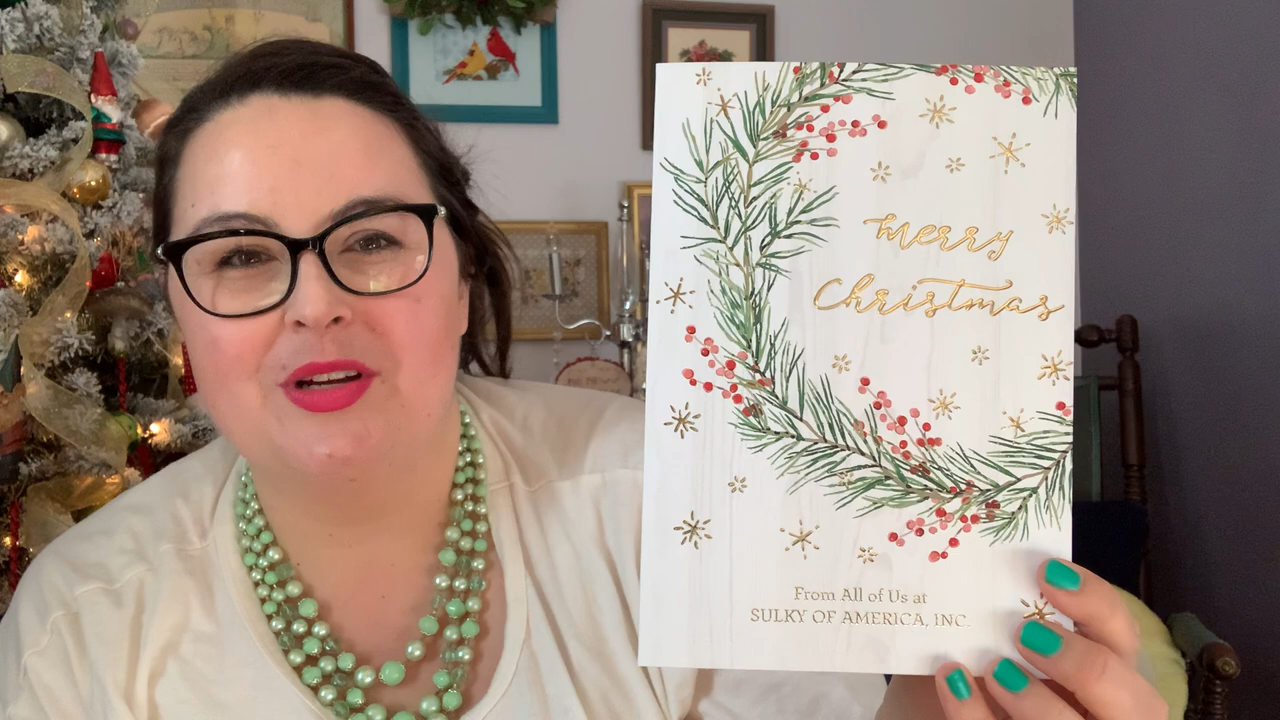 Merry
Christmas
From All of Us at
SULKY OF AMERICA, INC.